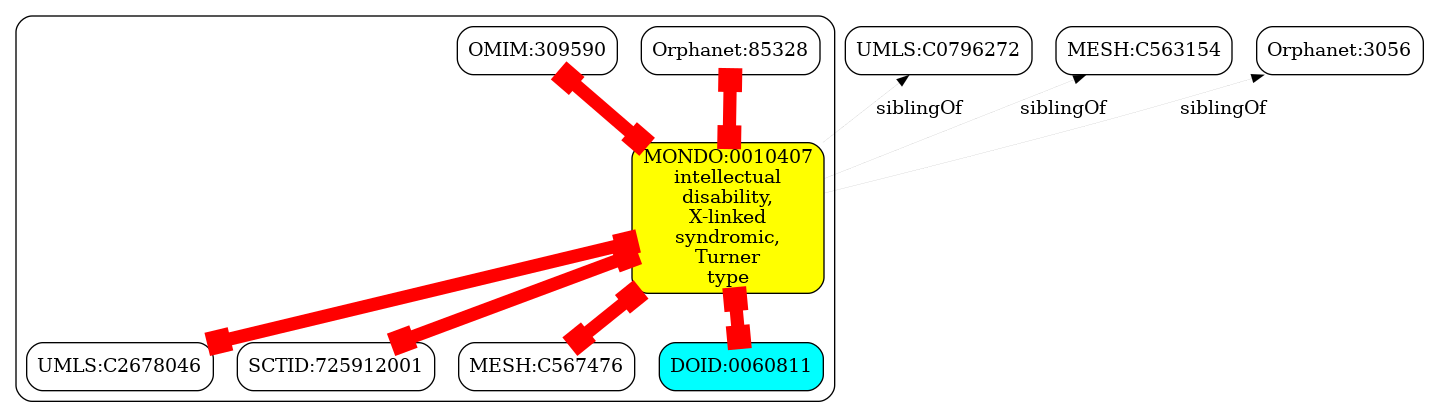 OMIM:309590
Orphanet:85328
UMLS:C0796272
MESH:C563154
Orphanet:3056
siblingOf
siblingOf
siblingOf
MONDO:0010407
intellectual
disability,
X-linked
syndromic,
Turner
type
UMLS:C2678046
SCTID:725912001
MESH:C567476
DOID:0060811